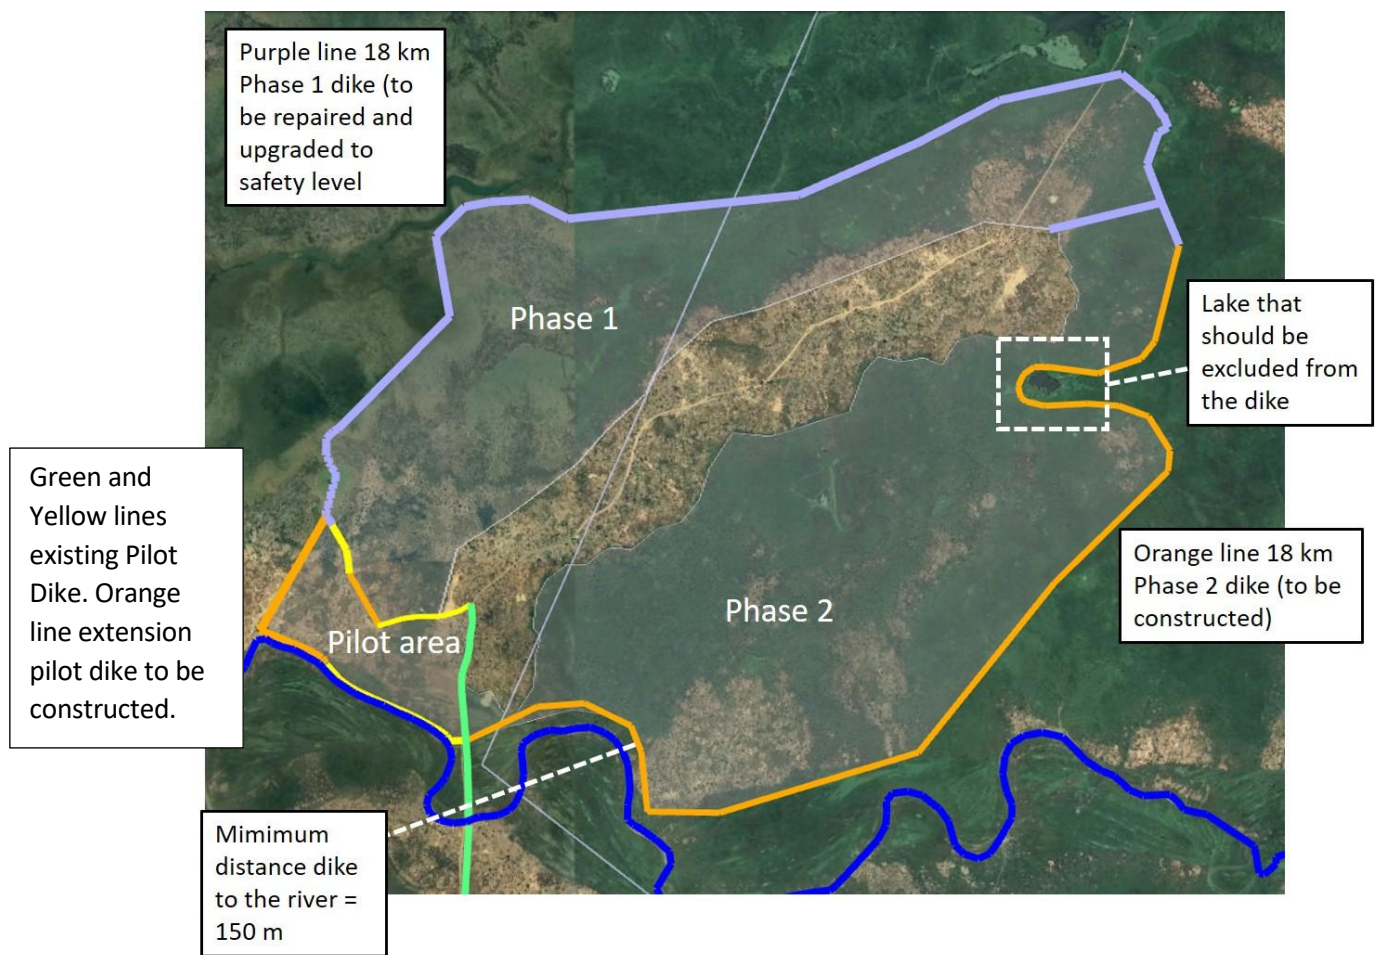 Purple line 18 km
Phase 1 dike (to
be repaired and
upgraded to
safety level
Phase 1
Lake that
should be
excluded from
the dike
Green and
Yellow lines
existing Pilot
Dike. Orange
line extension
pilot dike to be
constructed.
Orange line 18 km
Phase 2 dike (to be
constructed)
Phase 2
Pilot area
Mimimum
distance dike
to the river =
150 m